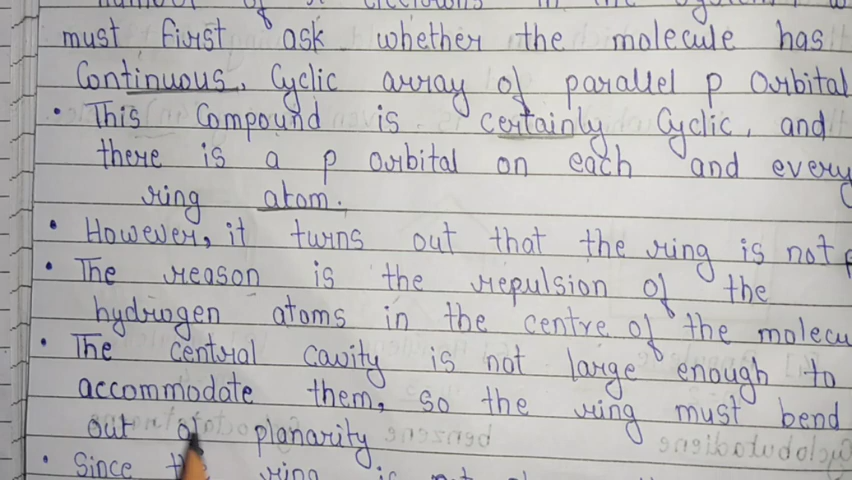 must first ask whether the molecule has
Continuous, Cyclic array of parallel p orbital
• This Compound is certainly Cyclic, and
there is a p orbital on each and every
ring atom.
• However, it turns out that the ring is not
• The reason is the repulsion of the
hydrogen atoms in the centre of the molecu
• The central cavity is not large enough to
accommodate them, so the ring must bend
out of planarity
• Since ring is not